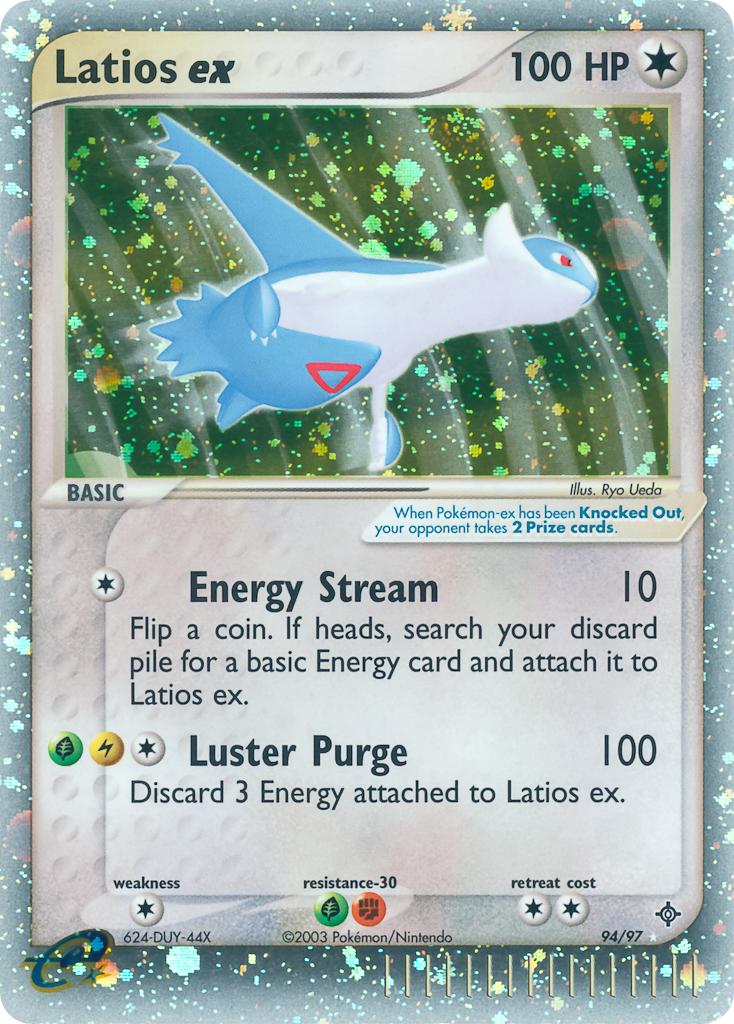 Latios ex 100 HP
BASIC
Illus. Ryo Ueda
When Pokémon-ex has been Knocked Out,
your opponent takes 2 Prize cards.
Energy Stream 10
Flip a coin. If heads, search your discard
pile for a basic Energy card and attach it to
Latios ex.
Luster Purge 100
Discard 3 Energy attached to Latios ex.
weakness resistance-30 retreat cost
624-DUY-44X ©2003 Pokémon/Nintendo 94/97 ★
e